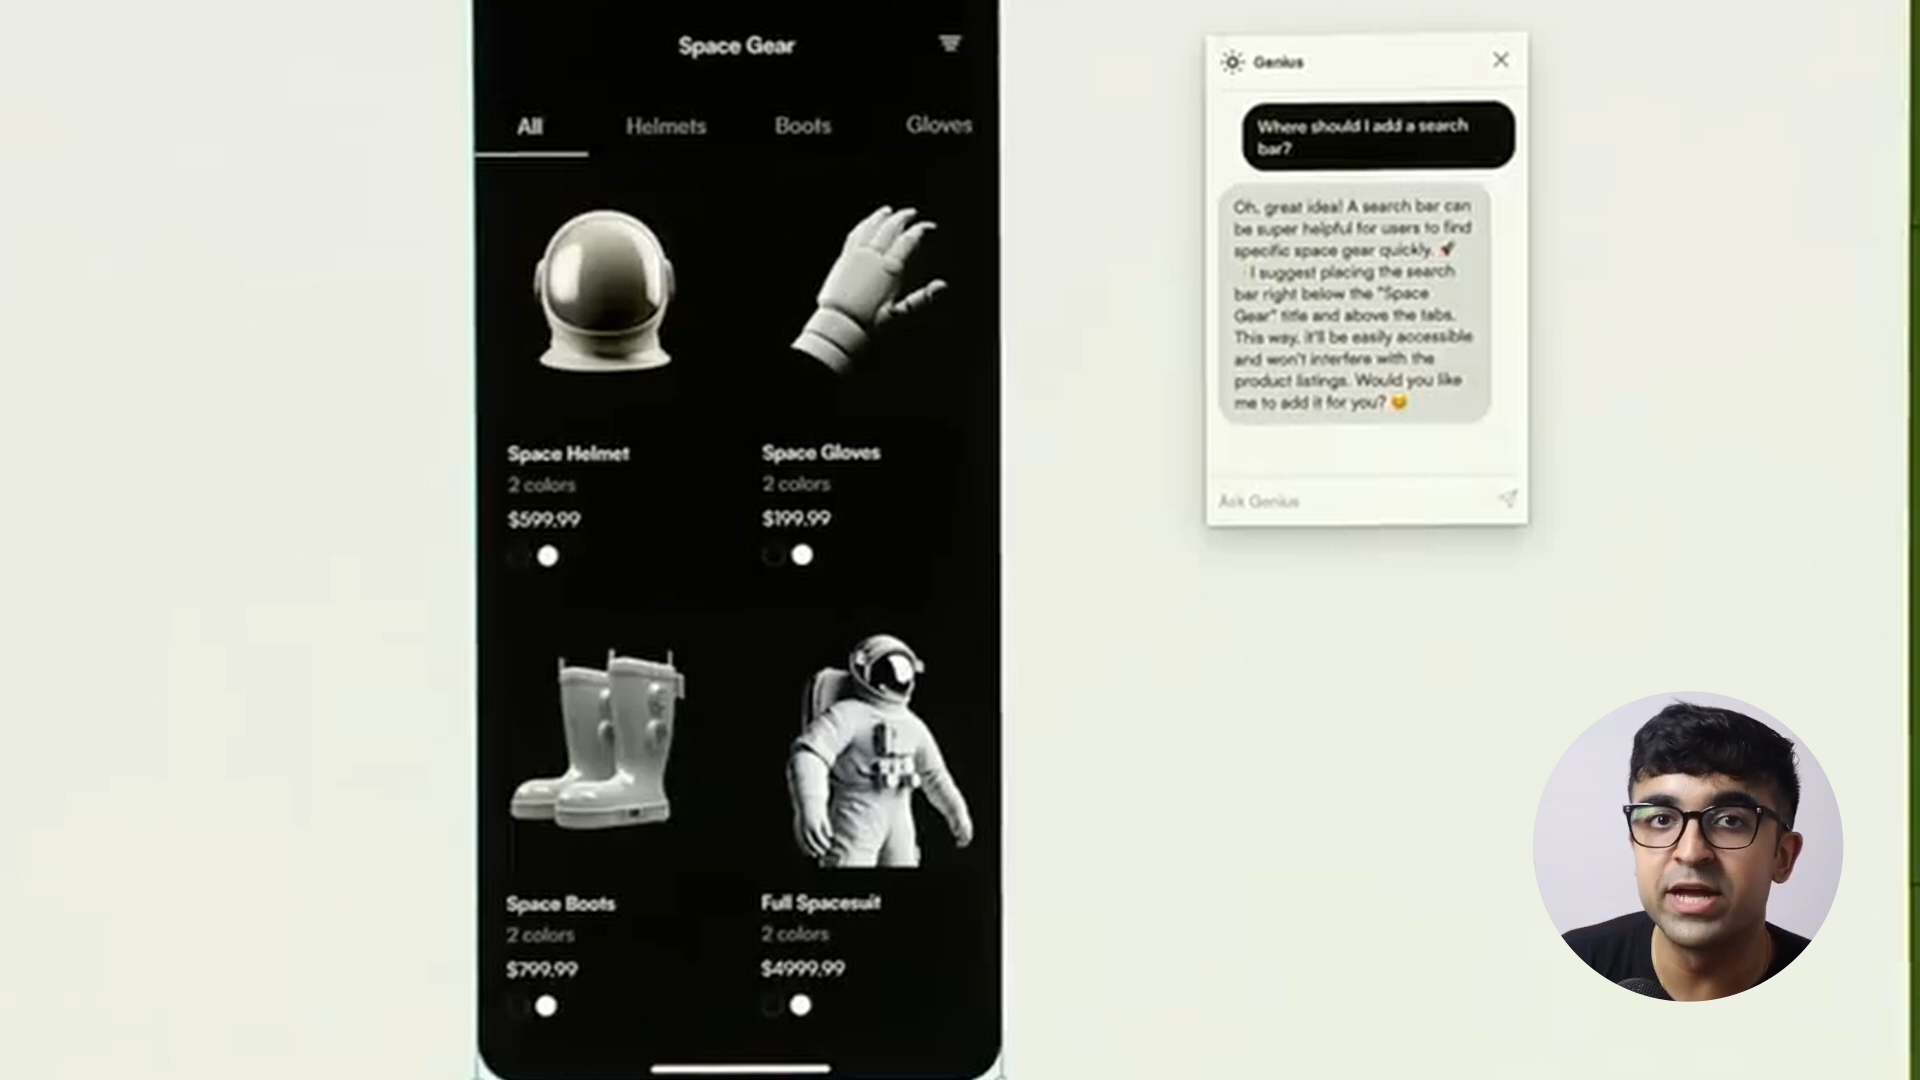 Space Gear
All
Helmets
Boots
Gloves
Space Helmet
2 colors
$599.99
Space Gloves
2 colors
$199.99
Space Boots
2 colors
$799.99
Full Spacesuit
2 colors
$4999.99
Genius
Where should I add a search
bar?
Oh, great idea! A search bar can
be super helpful for users to find
specific space gear quickly. 🚀
I suggest placing the search
bar right below the "Space
Gear" title and above the tabs.
This way, it'll be easily accessible
and won't interfere with the
product listings. Would you like
me to add it for you? 😊
Ask Genius